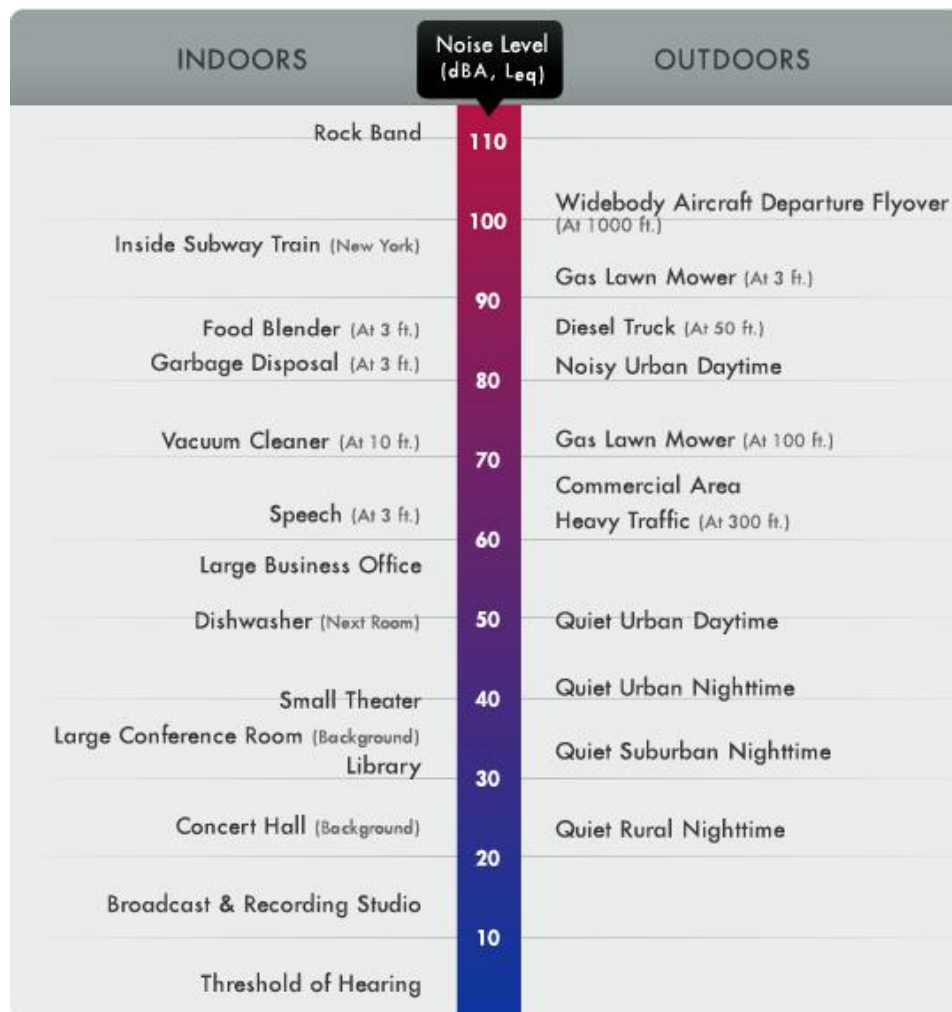 INDOORS
Noise Level
(dBA, Leq)
OUTDOORS
Rock Band
110
Widebody Aircraft Departure Flyover
(At 1000 ft.)
100
Inside Subway Train (New York)
Gas Lawn Mower (At 3 ft.)
90
Food Blender (At 3 ft.)
Diesel Truck (At 50 ft.)
Garbage Disposal (At 3 ft.)
Noisy Urban Daytime
80
Vacuum Cleaner (At 10 ft.)
Gas Lawn Mower (At 100 ft.)
70
Commercial Area
Speech (At 3 ft.)
Heavy Traffic (At 300 ft.)
60
Large Business Office
Dishwasher (Next Room)
50
Quiet Urban Daytime
Quiet Urban Nighttime
Small Theater
40
Large Conference Room (Background)
Quiet Suburban Nighttime
Library
30
Concert Hall (Background)
Quiet Rural Nighttime
20
Broadcast & Recording Studio
10
Threshold of Hearing